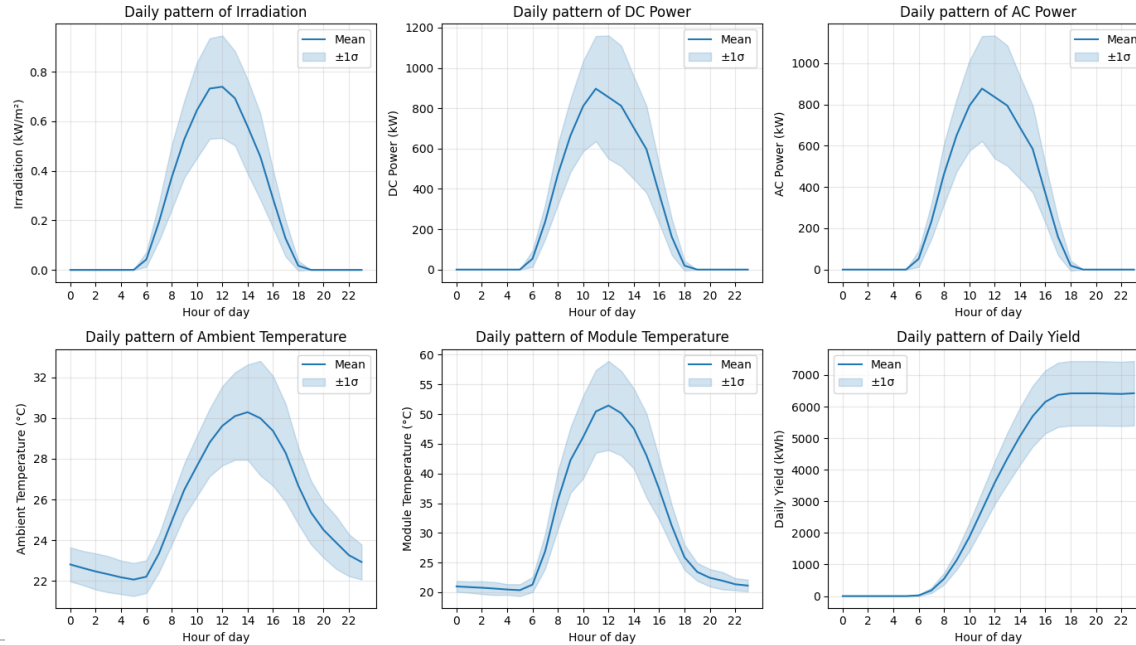 Daily pattern of Irradiation
Irradiation (kW/m²)
0.8
0.6
0.4
0.2
0.0
Mean
±1σ
0 2 4 6 8 10 12 14 16 18 20 22
Hour of day
Daily pattern of DC Power
DC Power (kW)
1200
1000
800
600
400
200
0
Mean
±1σ
0 2 4 6 8 10 12 14 16 18 20 22
Hour of day
Daily pattern of AC Power
AC Power (kW)
1000
800
600
400
200
0
Mean
±1σ
0 2 4 6 8 10 12 14 16 18 20 22
Hour of day
Daily pattern of Ambient Temperature
Ambient Temperature (°C)
32
30
28
26
24
22
Mean
±1σ
0 2 4 6 8 10 12 14 16 18 20 22
Hour of day
Daily pattern of Module Temperature
Module Temperature (°C)
60
55
50
45
40
35
30
25
20
Mean
±1σ
0 2 4 6 8 10 12 14 16 18 20 22
Hour of day
Daily pattern of Daily Yield
Daily Yield (kWh)
7000
6000
5000
4000
3000
2000
1000
0
Mean
±1σ
0 2 4 6 8 10 12 14 16 18 20 22
Hour of day